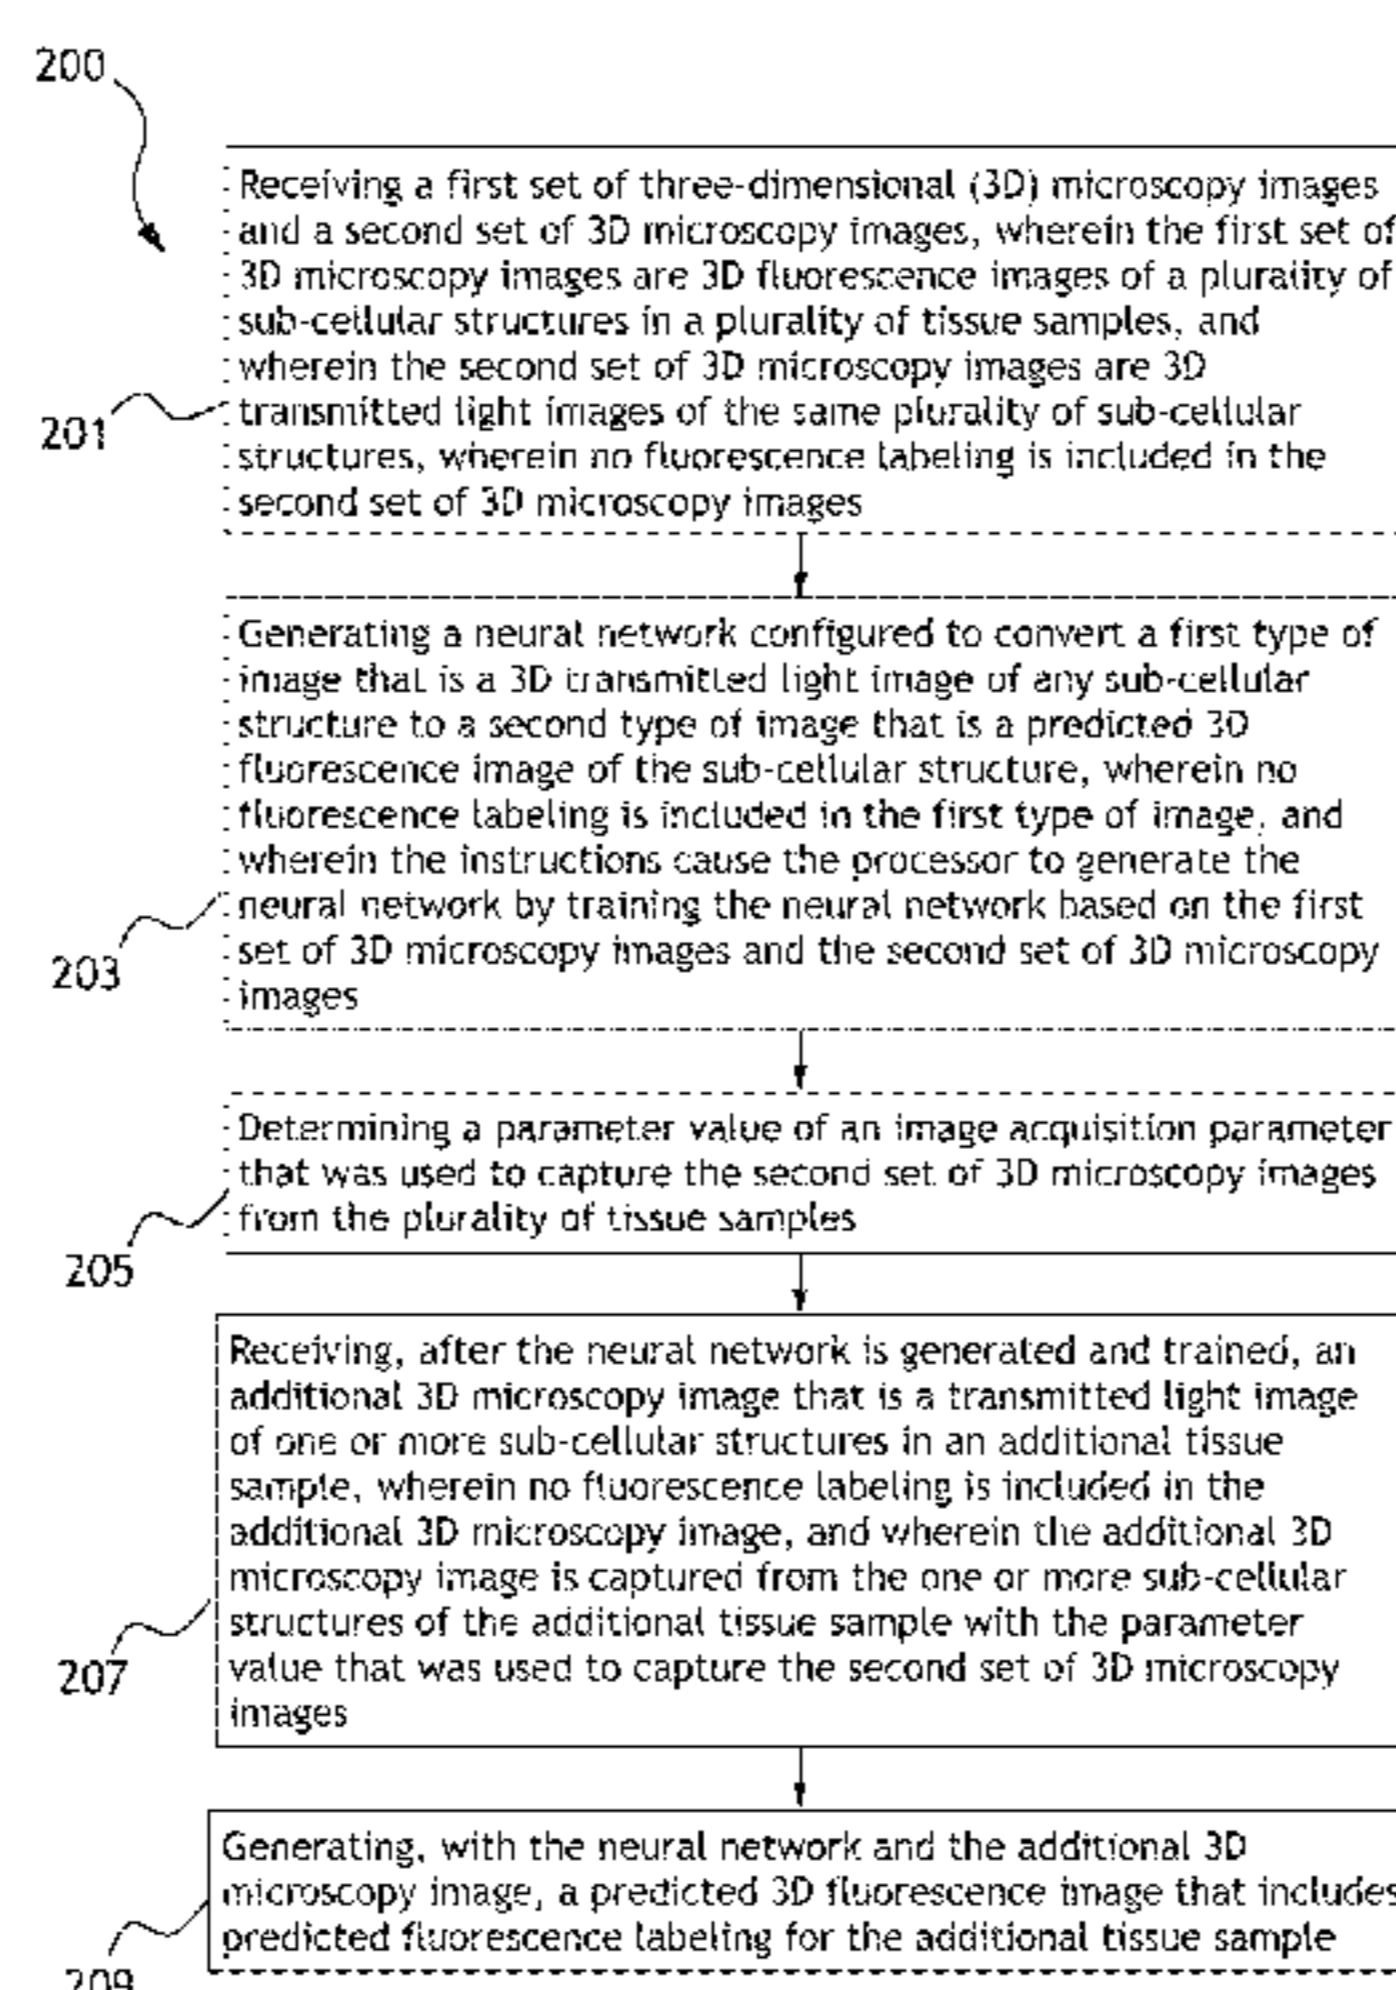 200
Receiving a first set of three-dimensional (3D) microscopy images
and a second set of 3D microscopy images, wherein the first set of
3D microscopy images are 3D fluorescence images of a plurality of
sub-cellular structures in a plurality of tissue samples, and
wherein the second set of 3D microscopy images are 3D
transmitted light images of the same plurality of sub-cellular
structures, wherein no fluorescence labeling is included in the
second set of 3D microscopy images
201
Generating a neural network configured to convert a first type of
image that is a 3D transmitted light image of any sub-cellular
structure to a second type of image that is a predicted 3D
fluorescence image of the sub-cellular structure, wherein no
fluorescence labeling is included in the first type of image, and
wherein the instructions cause the processor to generate the
neural network by training the neural network based on the first
set of 3D microscopy images and the second set of 3D microscopy
images
203
Determining a parameter value of an image acquisition parameter
that was used to capture the second set of 3D microscopy images
from the plurality of tissue samples
205
Receiving, after the neural network is generated and trained, an
additional 3D microscopy image that is a transmitted light image
of one or more sub-cellular structures in an additional tissue
sample, wherein no fluorescence labeling is included in the
additional 3D microscopy image, and wherein the additional 3D
microscopy image is captured from the one or more sub-cellular
structures of the additional tissue sample with the parameter
value that was used to capture the second set of 3D microscopy
images
207
Generating, with the neural network and the additional 3D
microscopy image, a predicted 3D fluorescence image that includes
predicted fluorescence labeling for the additional tissue sample
209